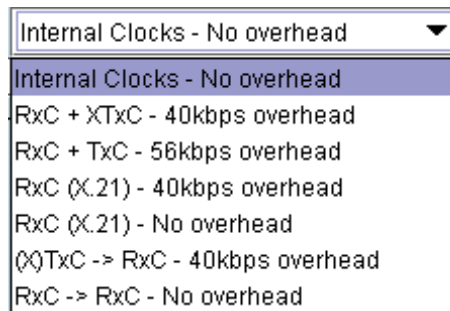 Internal Clocks - No overhead
Internal Clocks - No overhead
RxC + XTxC - 40kbps overhead
RxC + TxC - 56kbps overhead
RxC (X.21) - 40kbps overhead
RxC (X.21) - No overhead
(X)TxC -> RxC - 40kbps overhead
RxC -> RxC - No overhead